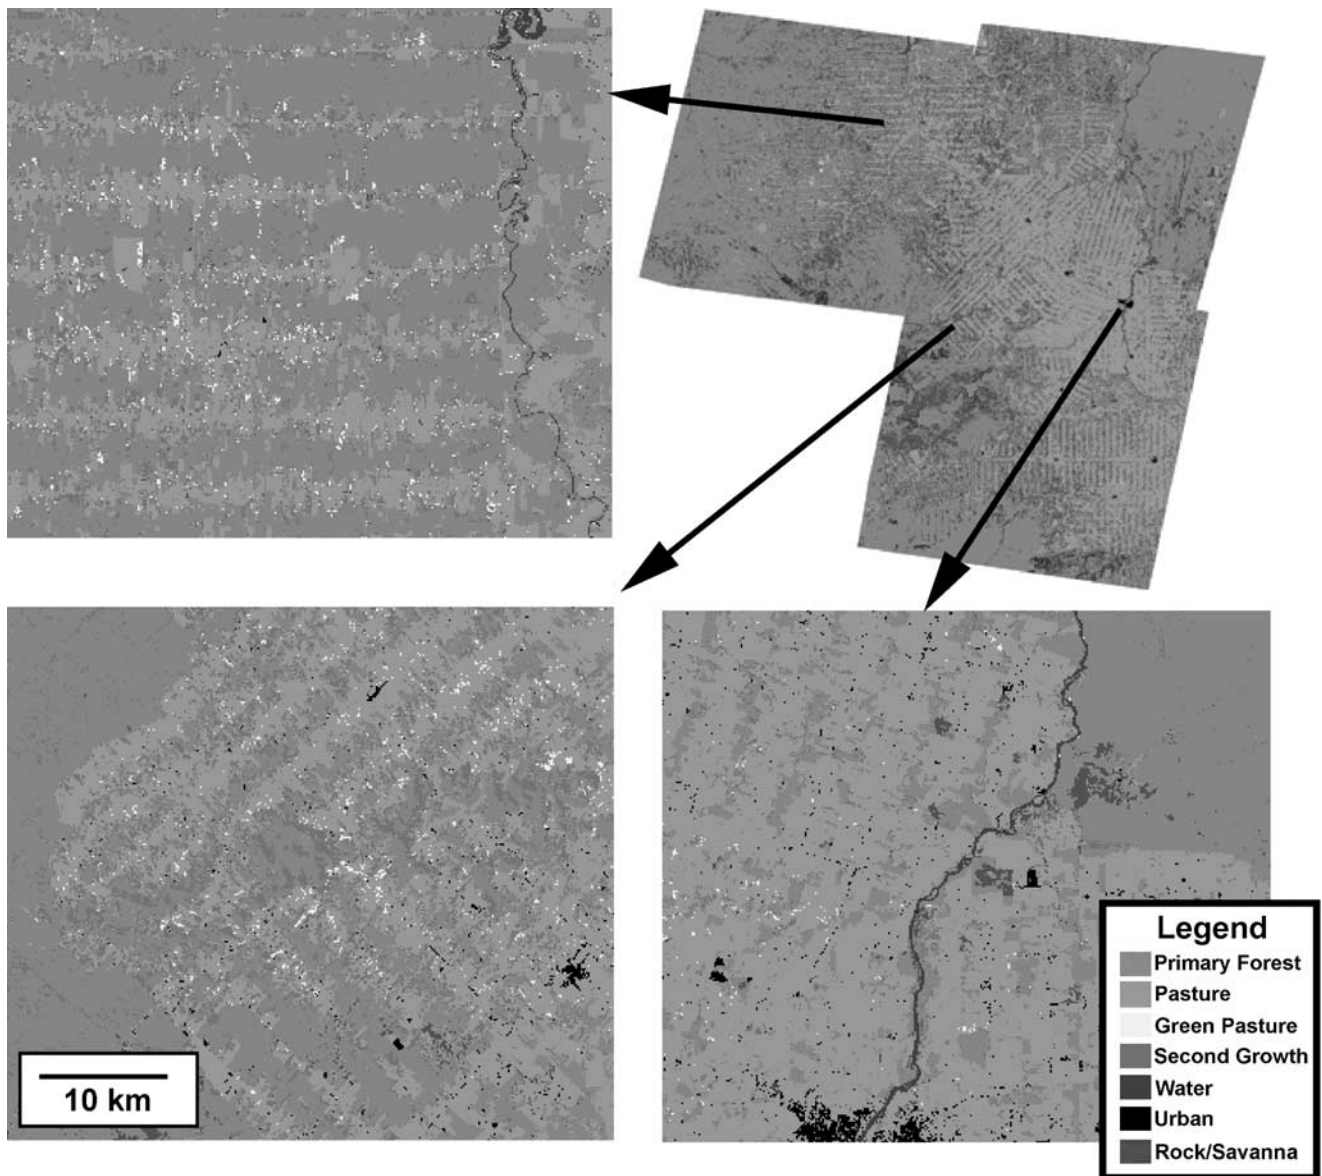 10 km
Legend
Primary Forest
Pasture
Green Pasture
Second Growth
Water
Urban
Rock/Savanna